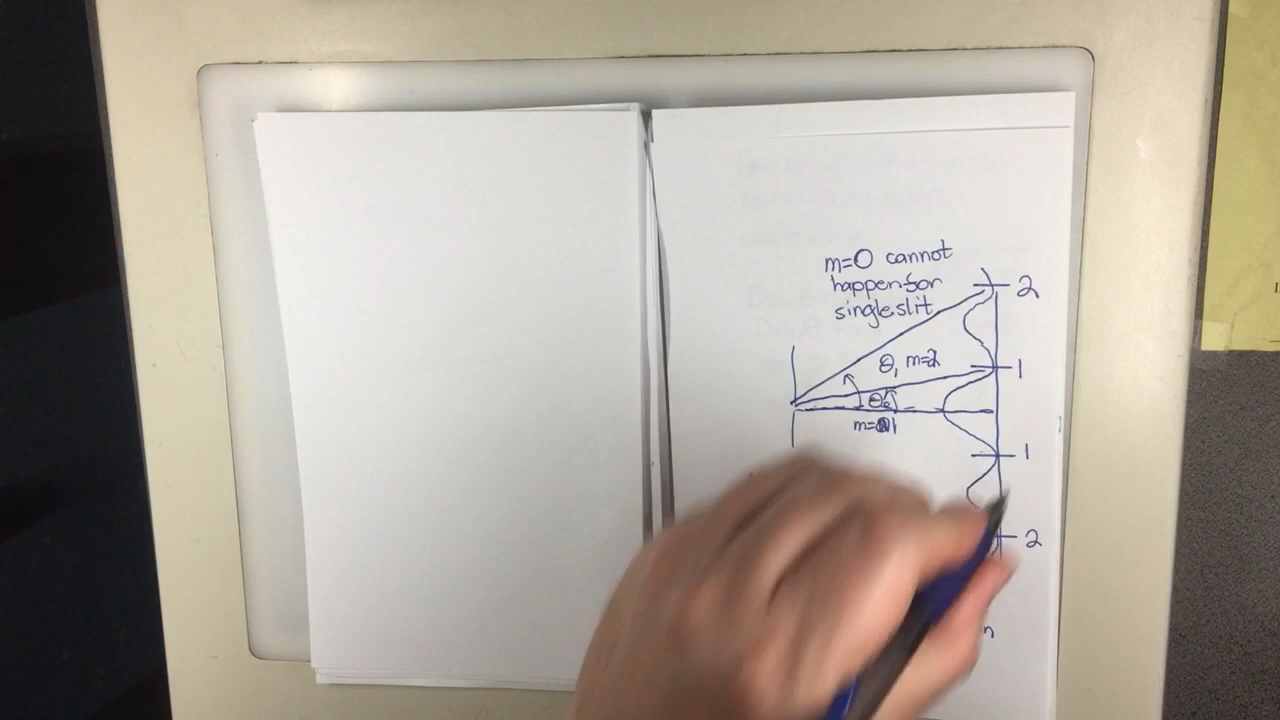 m=0 cannot
happen for
single slit
2
θ, m=2
1
θ
m=1
1
2
n